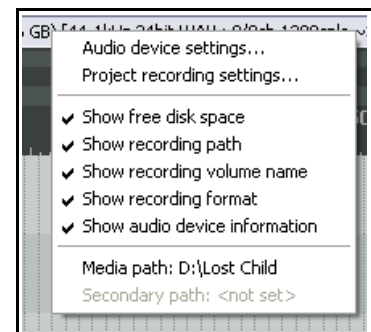 Audio device settings...
Project recording settings...
Show free disk space
Show recording path
Show recording volume name
Show recording format
Show audio device information
Media path: D:\Lost Child
Secondary path: <not set>